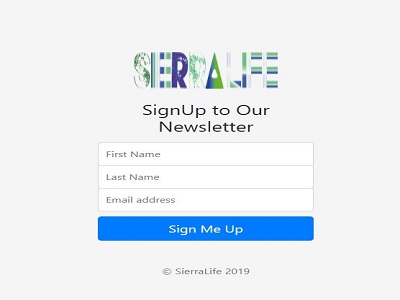 SIERRALIFE
SignUp to Our
Newsletter
First Name
Last Name
Email address
Sign Me Up
© SierraLife 2019